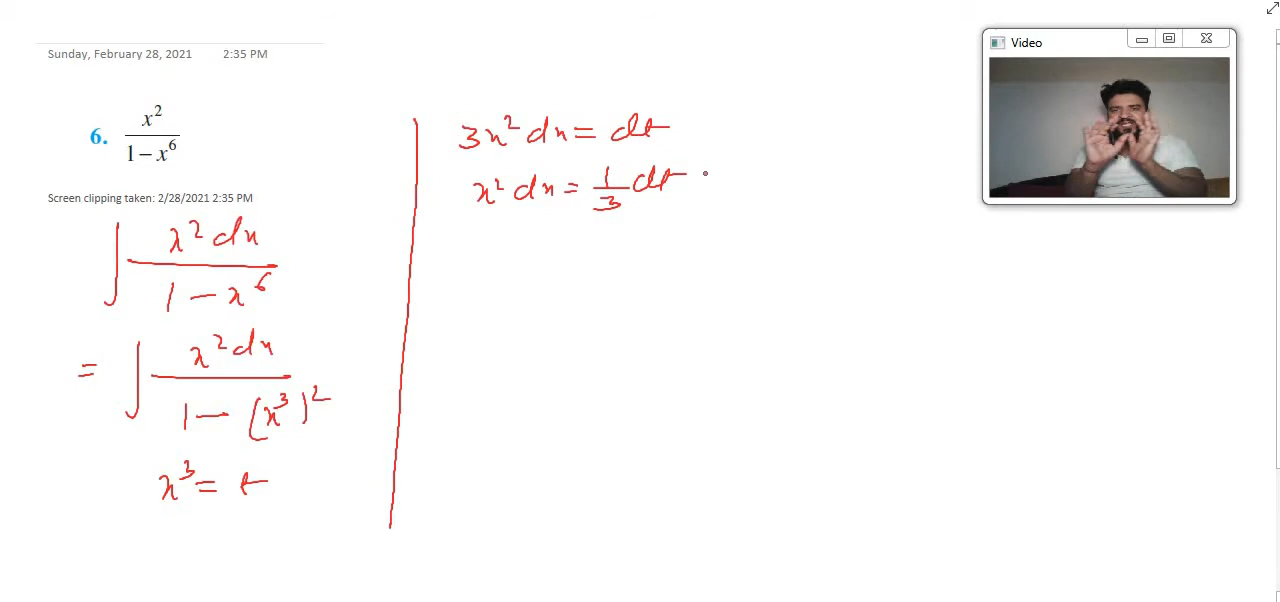 Sunday, February 28, 2021 2:35 PM
6. x²/(1 − x⁶)
Screen clipping taken: 2/28/2021 2:35 PM
∫ x² dx / (1 − x⁶)
= ∫ x² dx / (1 − (x³)²)
x³ = t
3x² dx = dt
x² dx = 1/3 dt
Video